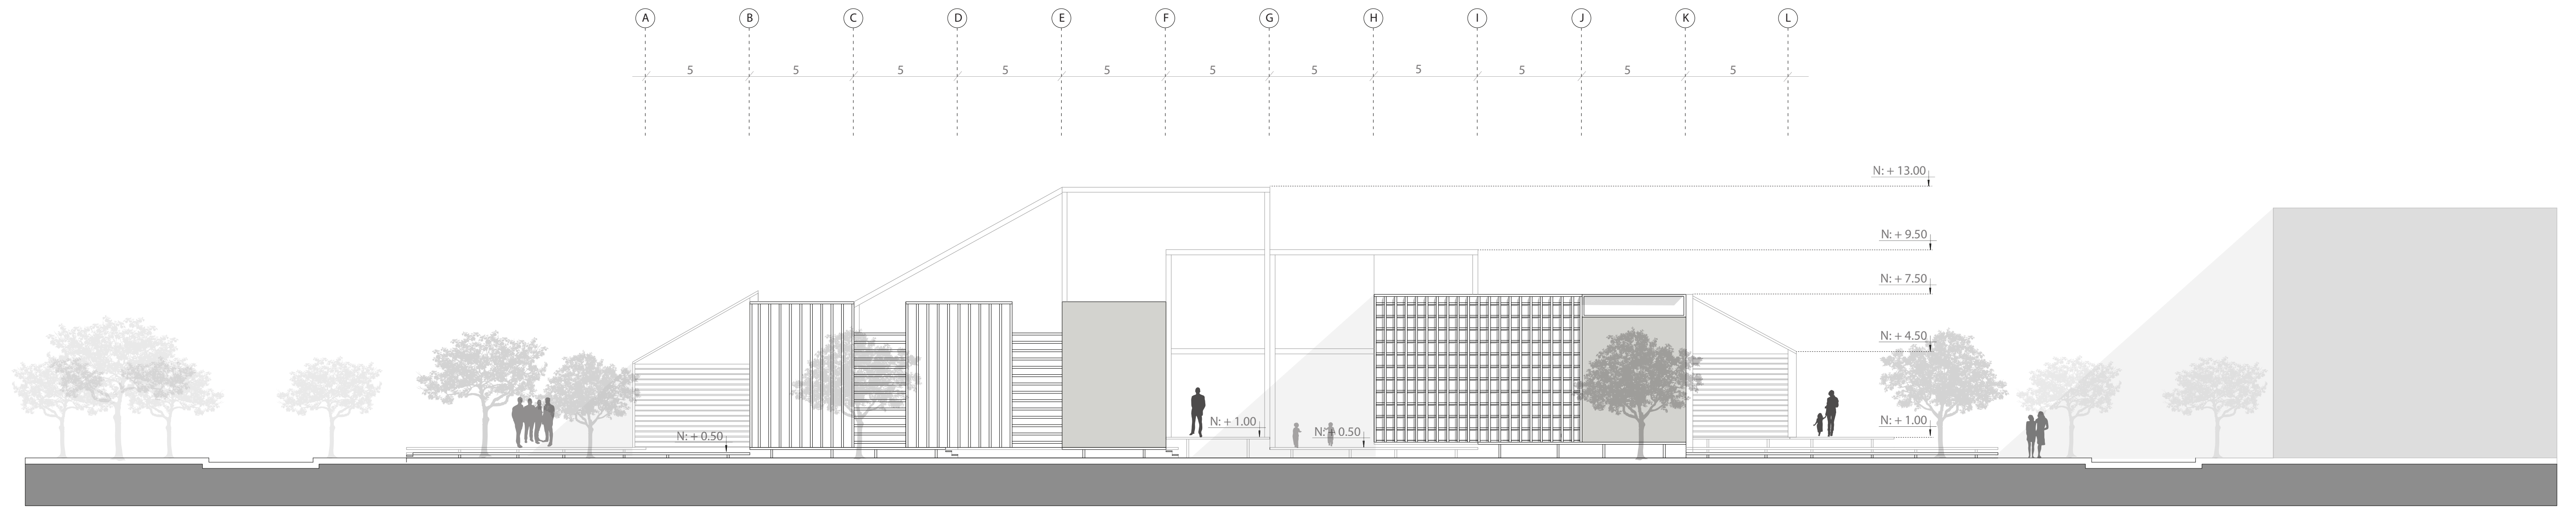 A B C D E F G H I J K L
5 5 5 5 5 5 5 5 5 5 5
N: + 13.00
N: + 9.50
N: + 7.50
N: + 4.50
N: + 1.00 N: + 1.00
N: + 0.50 N: + 0.50